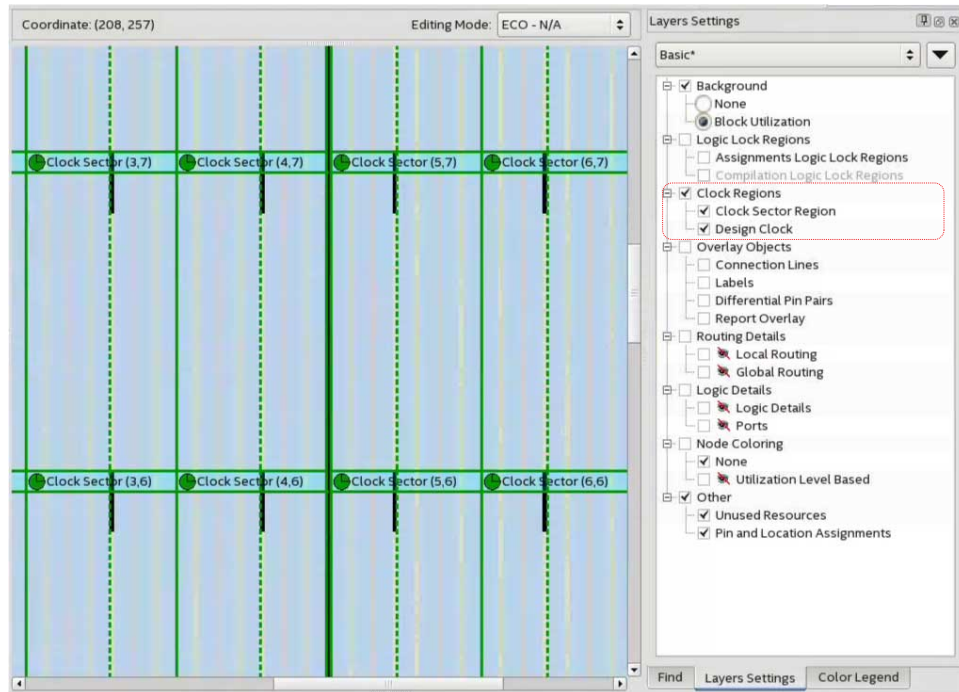 Coordinate: (208, 257)
Editing Mode: ECO - N/A
Clock Sector (3,7)
Clock Sector (4,7)
Clock Sector (5,7)
Clock Sector (6,7)
Clock Sector (3,6)
Clock Sector (4,6)
Clock Sector (5,6)
Clock Sector (6,6)
Layers Settings
Basic*
Background
None
Block Utilization
Logic Lock Regions
Assignments Logic Lock Regions
Compilation Logic Lock Regions
Clock Regions
Clock Sector Region
Design Clock
Overlay Objects
Connection Lines
Labels
Differential Pin Pairs
Report Overlay
Routing Details
Local Routing
Global Routing
Logic Details
Logic Details
Ports
Node Coloring
None
Utilization Level Based
Other
Unused Resources
Pin and Location Assignments
Find
Layers Settings
Color Legend